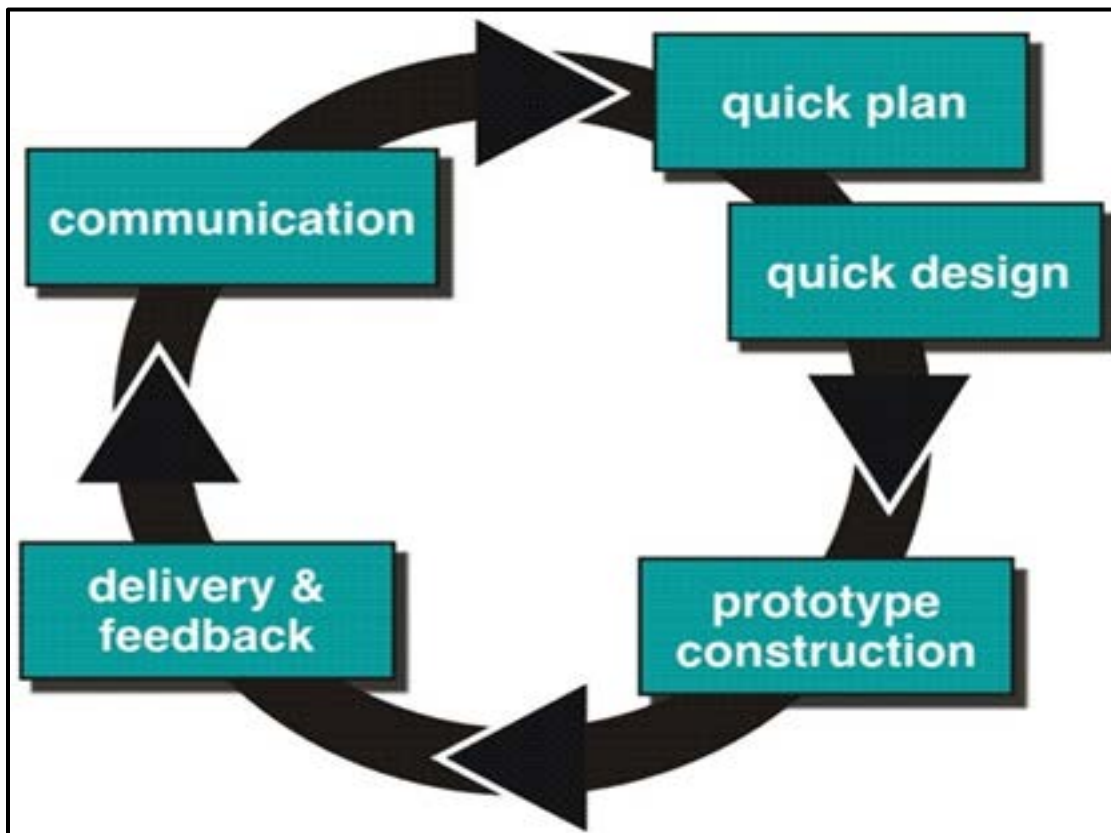 communication
quick plan
quick design
prototype
construction
delivery &
feedback